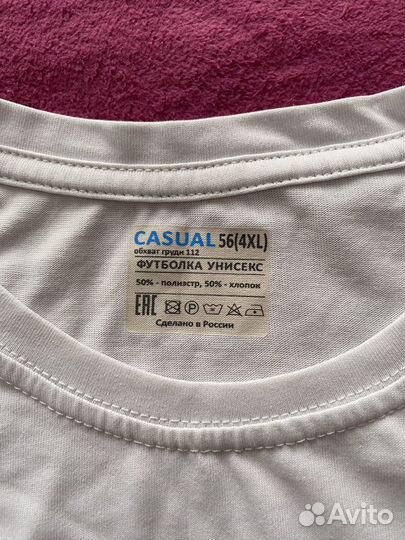 CASUAL 56(4XL)
обхват груди 112
ФУТБОЛКА УНИСЕКС
50% - полиэстр, 50% - хлопок
EAC P
Сделано в России
Avito